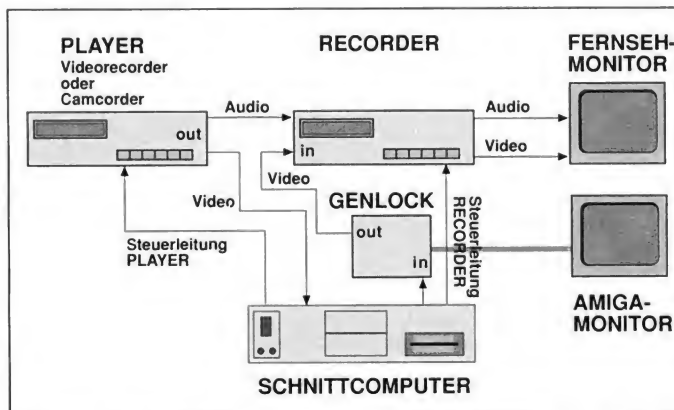 PLAYER
Videorecorder
oder
Camcorder
RECORDER
FERNSEH-
MONITOR
Audio
out
in
Audio
Video
Video
Video
GENLOCK
out
in
Steuerleitung
PLAYER
Steuerleitung
RECORDER
AMIGA-
MONITOR
SCHNITTCOMPUTER